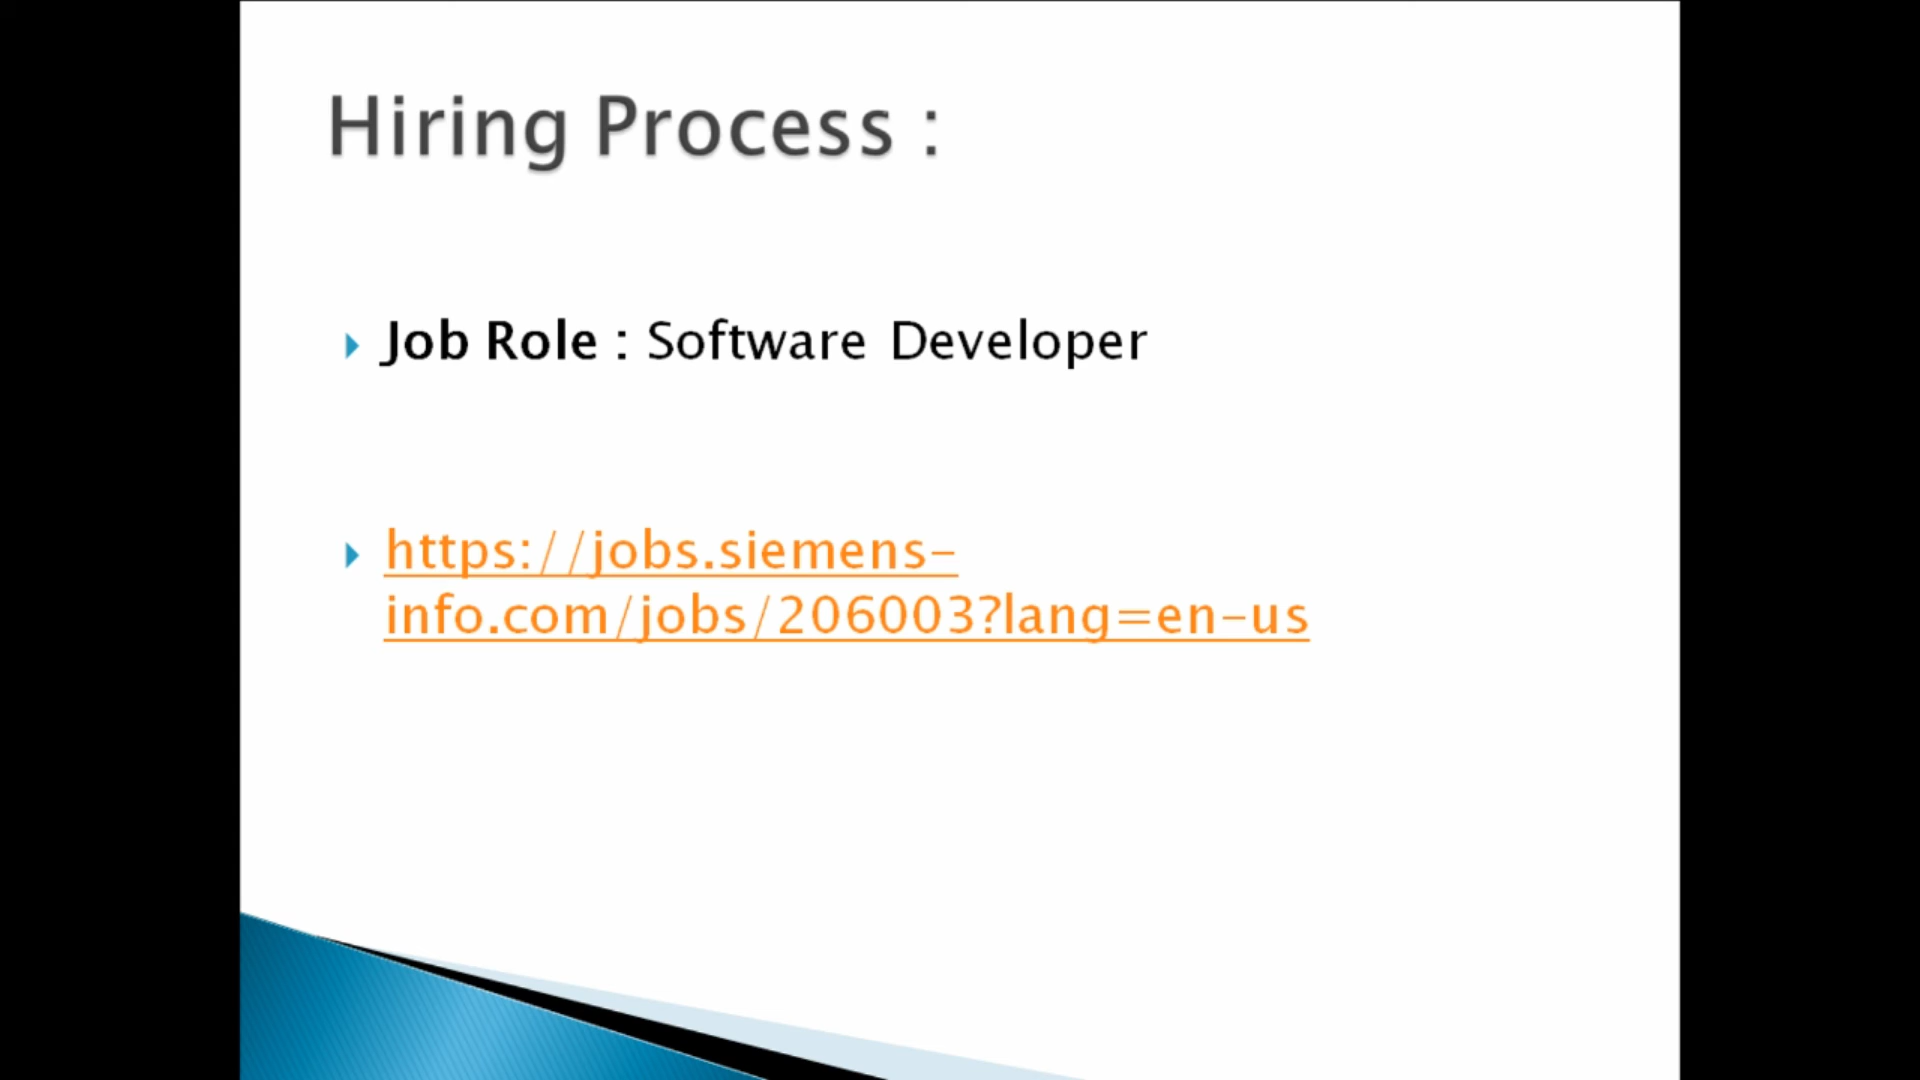 Hiring Process :
Job Role : Software Developer
https://jobs.siemens-
info.com/jobs/206003?lang=en-us